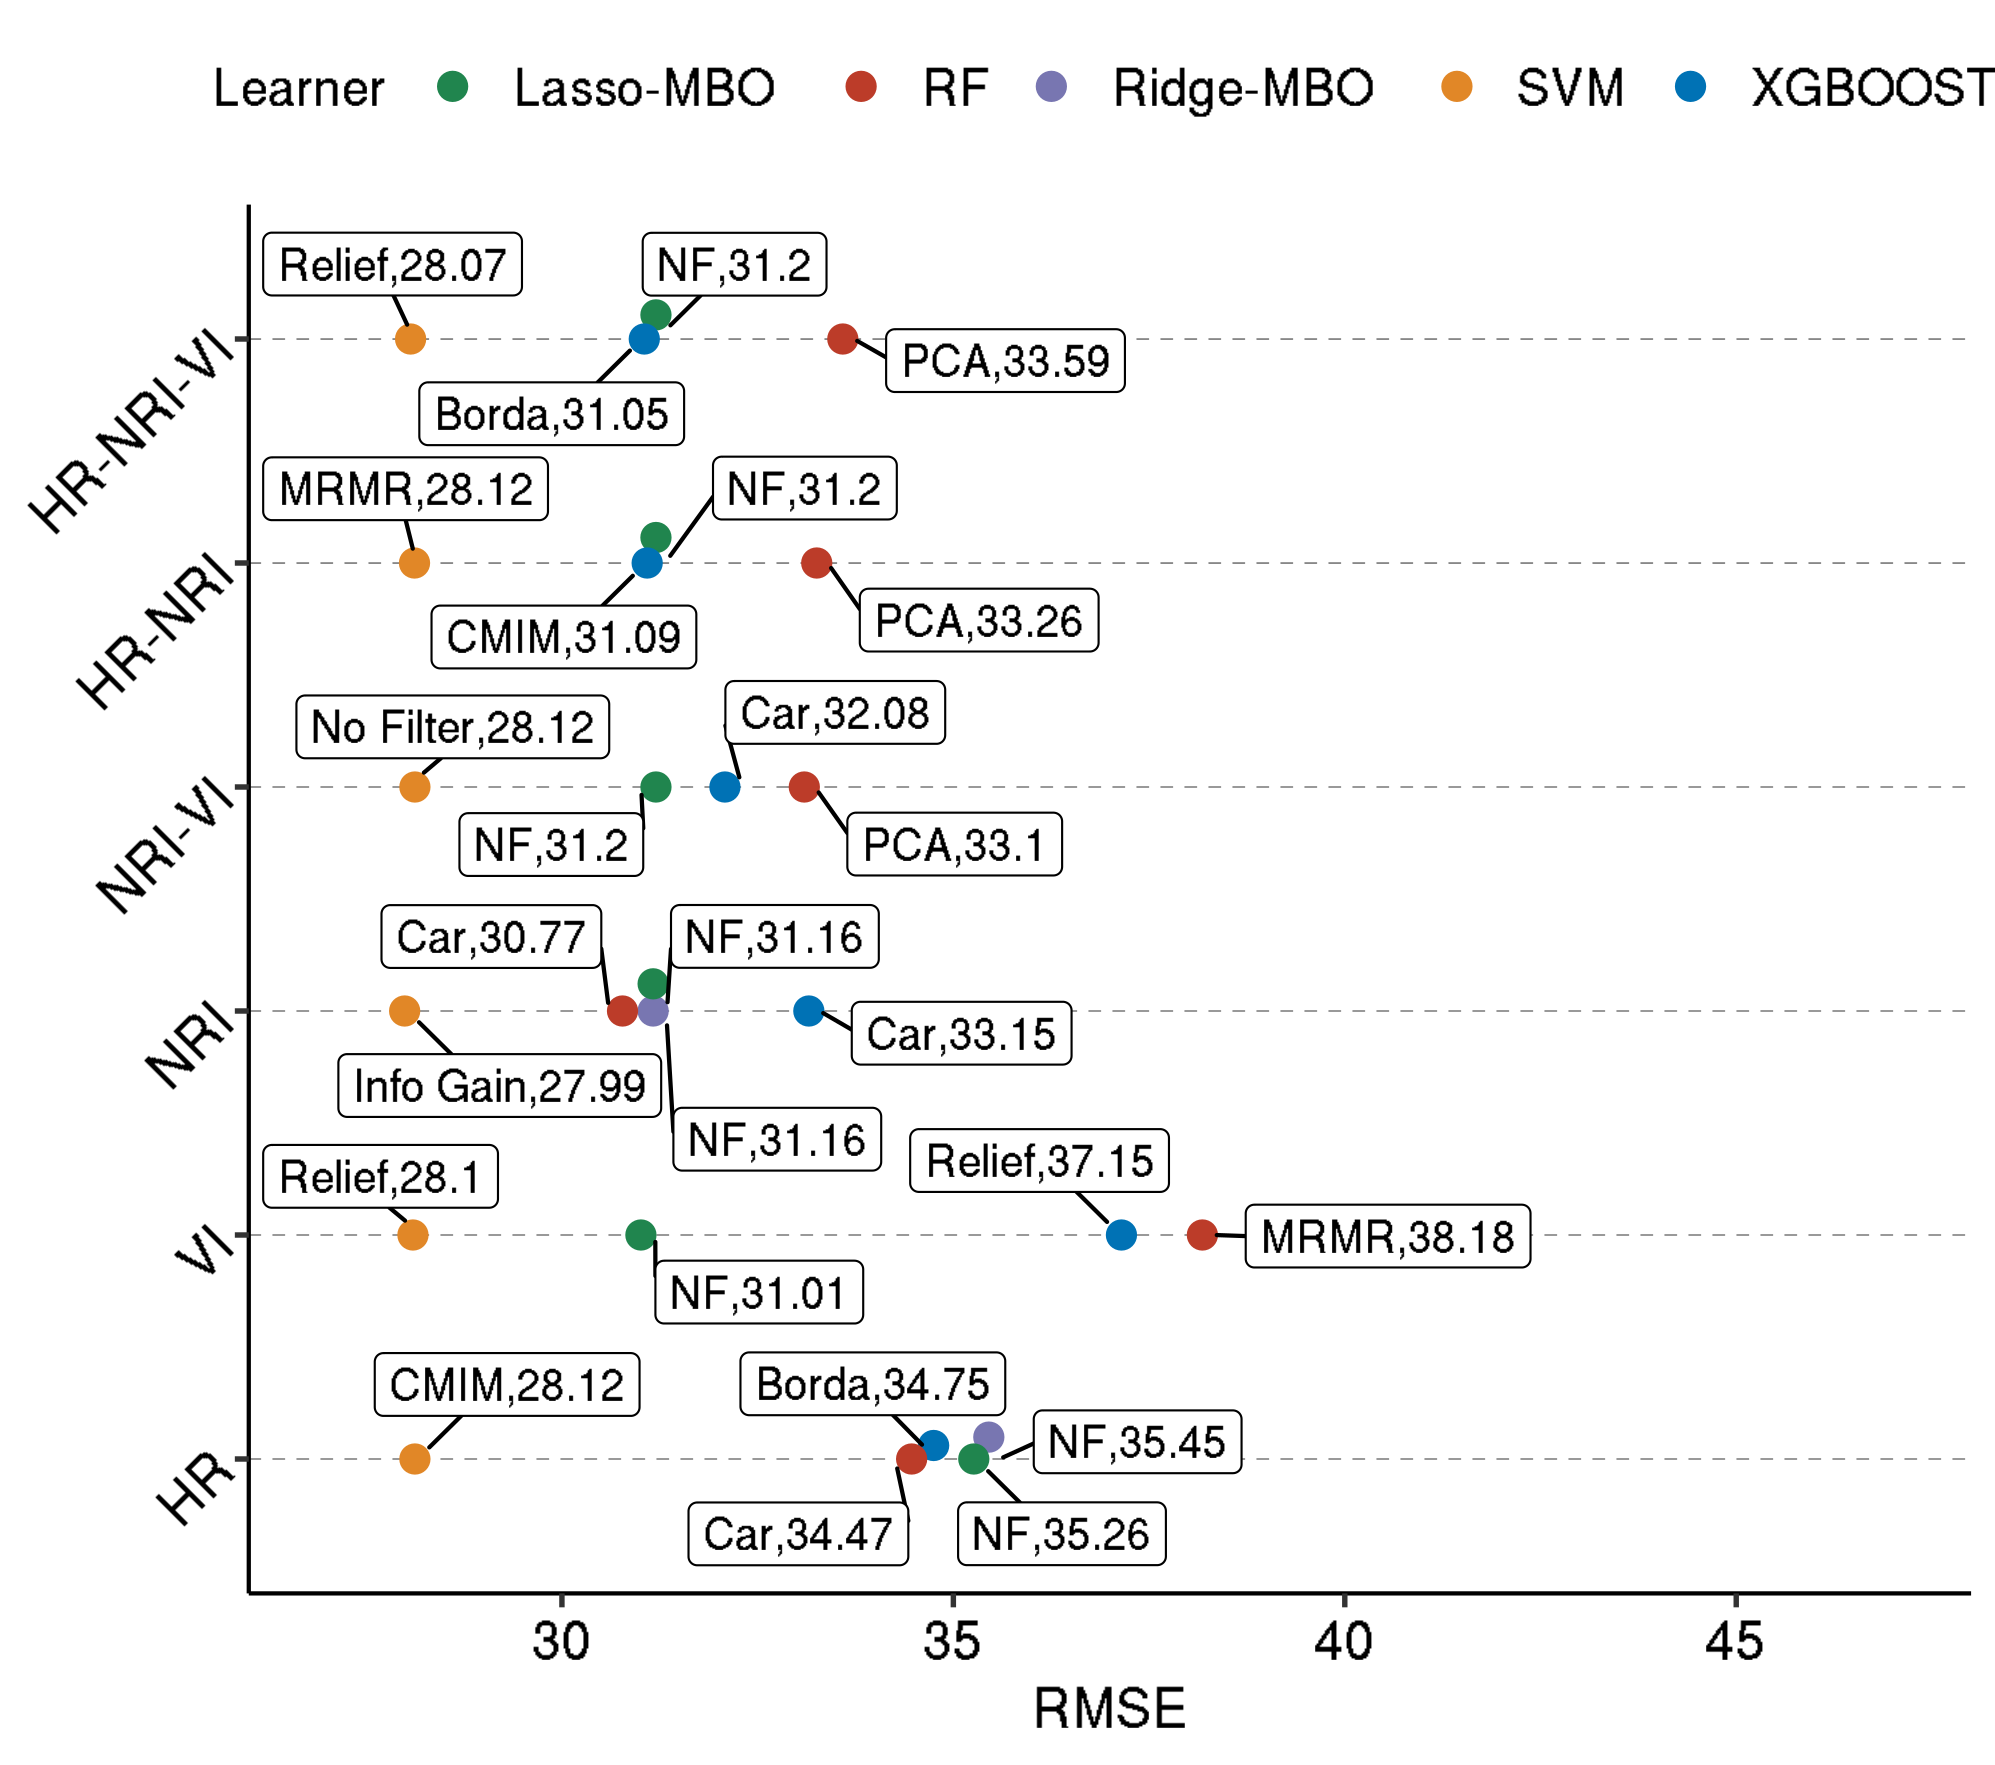 Learner Lasso-MBO RF Ridge-MBO SVM XGBOOST
HR-NRI-VI
Relief,28.07
NF,31.2
PCA,33.59
Borda,31.05
HR-NRI
MRMR,28.12
NF,31.2
PCA,33.26
CMIM,31.09
NRI-VI
No Filter,28.12
Car,32.08
NF,31.2
PCA,33.1
NRI
Car,30.77
NF,31.16
Car,33.15
Info Gain,27.99
NF,31.16
VI
Relief,28.1
Relief,37.15
MRMR,38.18
NF,31.01
HR
CMIM,28.12
Borda,34.75
NF,35.45
Car,34.47
NF,35.26
30 35 40 45
RMSE